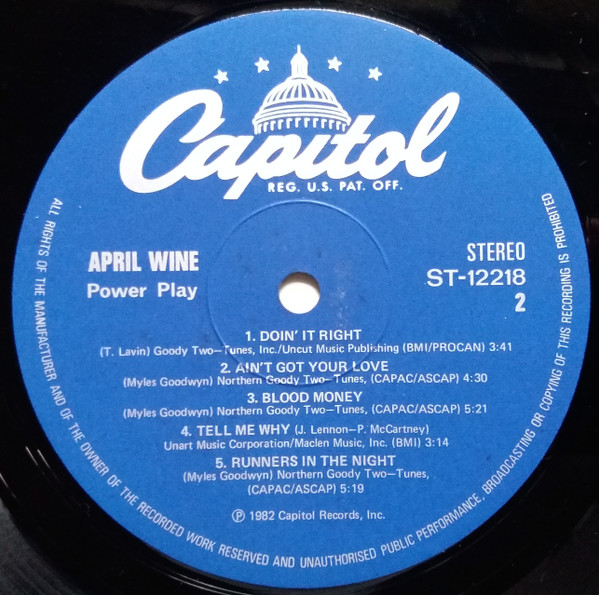 Capitol
REG. U.S. PAT. OFF.
APRIL WINE
Power Play
STEREO
ST-12218
2
1. DOIN' IT RIGHT
(T. Lavin) Goody Two—Tunes, Inc./Uncut Music Publishing (BMI/PROCAN) 3:41
2. AIN'T GOT YOUR LOVE
(Myles Goodwyn) Northern Goody Two—Tunes, (CAPAC/ASCAP) 4:30
3. BLOOD MONEY
(Myles Goodwyn) Northern Goody Two—Tunes, (CAPAC/ASCAP) 5:21
4. TELL ME WHY (J. Lennon—P. McCartney)
Unart Music Corporation/Maclen Music, Inc. (BMI) 3:14
5. RUNNERS IN THE NIGHT
(Myles Goodwyn) Northern Goody Two—Tunes,
(CAPAC/ASCAP) 5:19
℗ 1982 Capitol Records, Inc.
ALL RIGHTS OF THE MANUFACTURER AND OF THE OWNER OF THE RECORDED WORK RESERVED AND UNAUTHORISED PUBLIC PERFORMANCE, BROADCASTING OR COPYING OF THIS RECORDING IS PROHIBITED